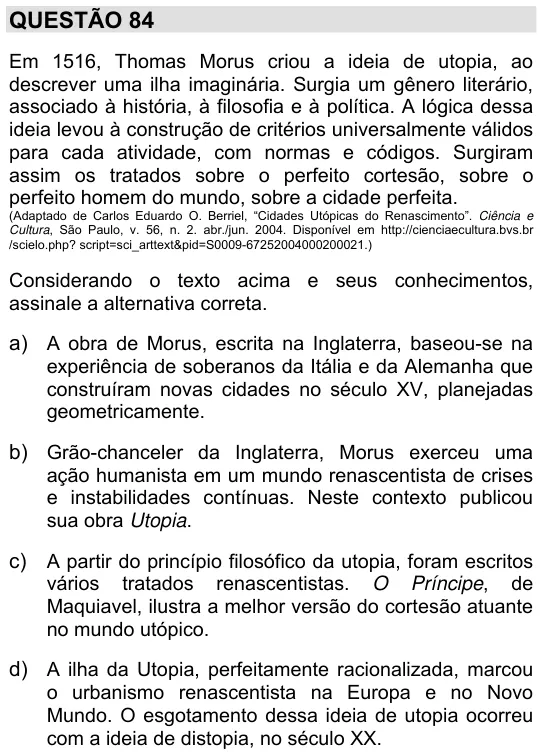 QUESTÃO 84
Em 1516, Thomas Morus criou a ideia de utopia, ao
descrever uma ilha imaginária. Surgia um gênero literário,
associado à história, à filosofia e à política. A lógica dessa
ideia levou à construção de critérios universalmente válidos
para cada atividade, com normas e códigos. Surgiram
assim os tratados sobre o perfeito cortesão, sobre o
perfeito homem do mundo, sobre a cidade perfeita.
(Adaptado de Carlos Eduardo O. Berriel, “Cidades Utópicas do Renascimento”. Ciência e
Cultura, São Paulo, v. 56, n. 2. abr./jun. 2004. Disponível em http://cienciaecultura.bvs.br
/scielo.php? script=sci_arttext&pid=S0009-67252004000200021.)
Considerando o texto acima e seus conhecimentos,
assinale a alternativa correta.
a) A obra de Morus, escrita na Inglaterra, baseou-se na
experiência de soberanos da Itália e da Alemanha que
construíram novas cidades no século XV, planejadas
geometricamente.
b) Grão-chanceler da Inglaterra, Morus exerceu uma
ação humanista em um mundo renascentista de crises
e instabilidades contínuas. Neste contexto publicou
sua obra Utopia.
c) A partir do princípio filosófico da utopia, foram escritos
vários tratados renascentistas. O Príncipe, de
Maquiavel, ilustra a melhor versão do cortesão atuante
no mundo utópico.
d) A ilha da Utopia, perfeitamente racionalizada, marcou
o urbanismo renascentista na Europa e no Novo
Mundo. O esgotamento dessa ideia de utopia ocorreu
com a ideia de distopia, no século XX.